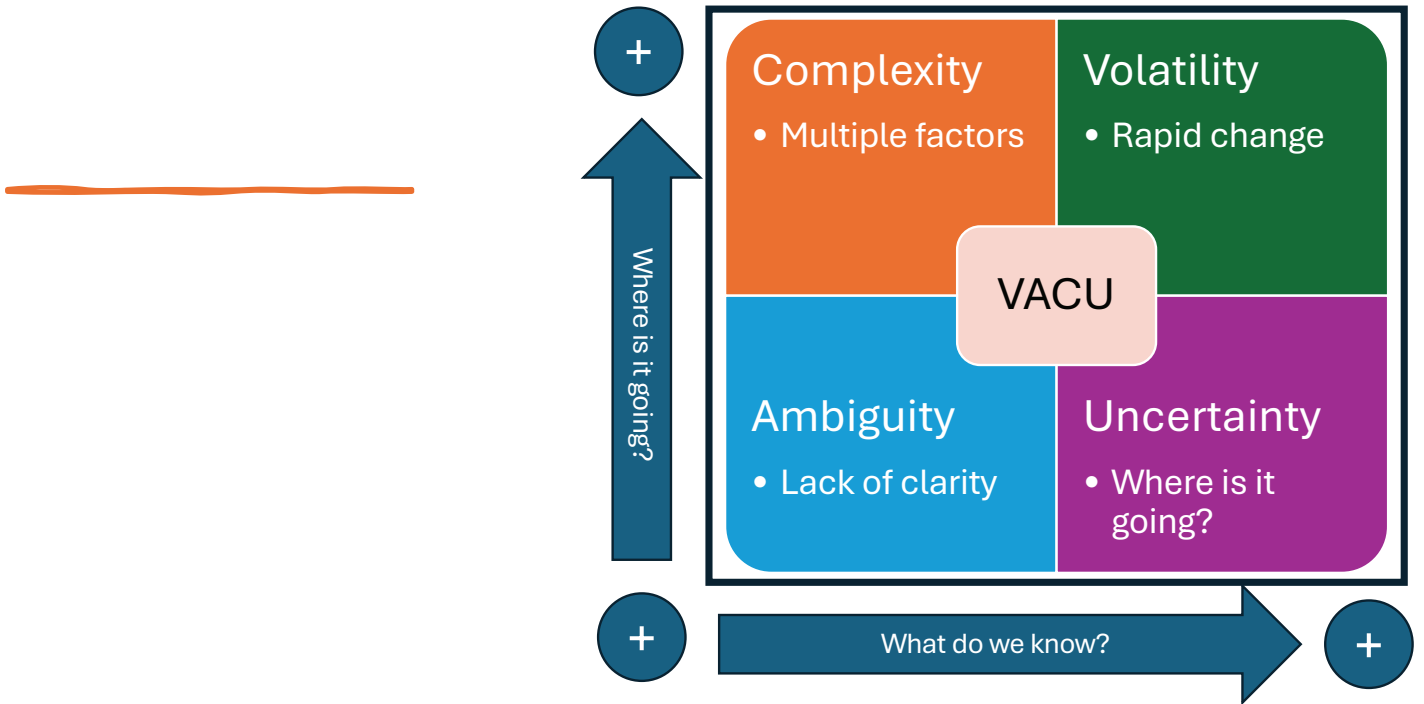 +
Complexity
• Multiple factors
Volatility
• Rapid change
Where is it going?
VACU
Ambiguity
• Lack of clarity
Uncertainty
• Where is it
going?
+
What do we know?
+